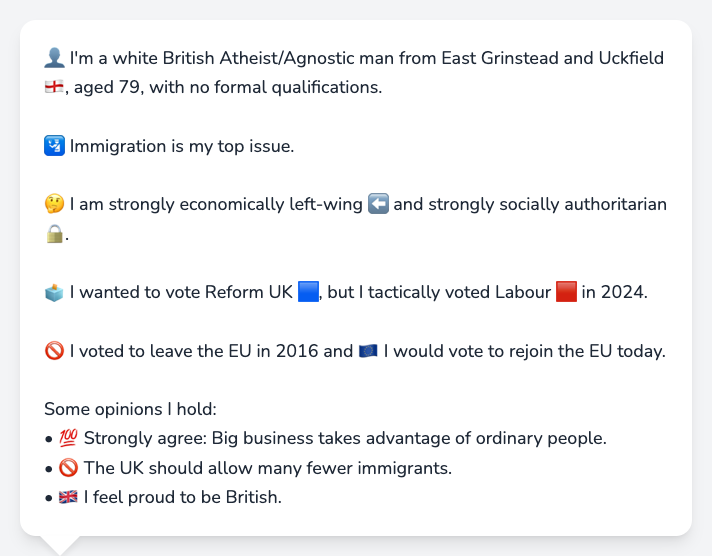 👤 I'm a white British Atheist/Agnostic man from East Grinstead and Uckfield
🏴󠁧󠁢󠁥󠁮󠁧󠁿, aged 79, with no formal qualifications.
🛂 Immigration is my top issue.
🤔 I am strongly economically left-wing ⬅️ and strongly socially authoritarian
🔒.
🗳️ I wanted to vote Reform UK 🟦, but I tactically voted Labour 🟥 in 2024.
🚫 I voted to leave the EU in 2016 and 🇪🇺 I would vote to rejoin the EU today.
Some opinions I hold:
• 💯 Strongly agree: Big business takes advantage of ordinary people.
• 🚫 The UK should allow many fewer immigrants.
• 🇬🇧 I feel proud to be British.